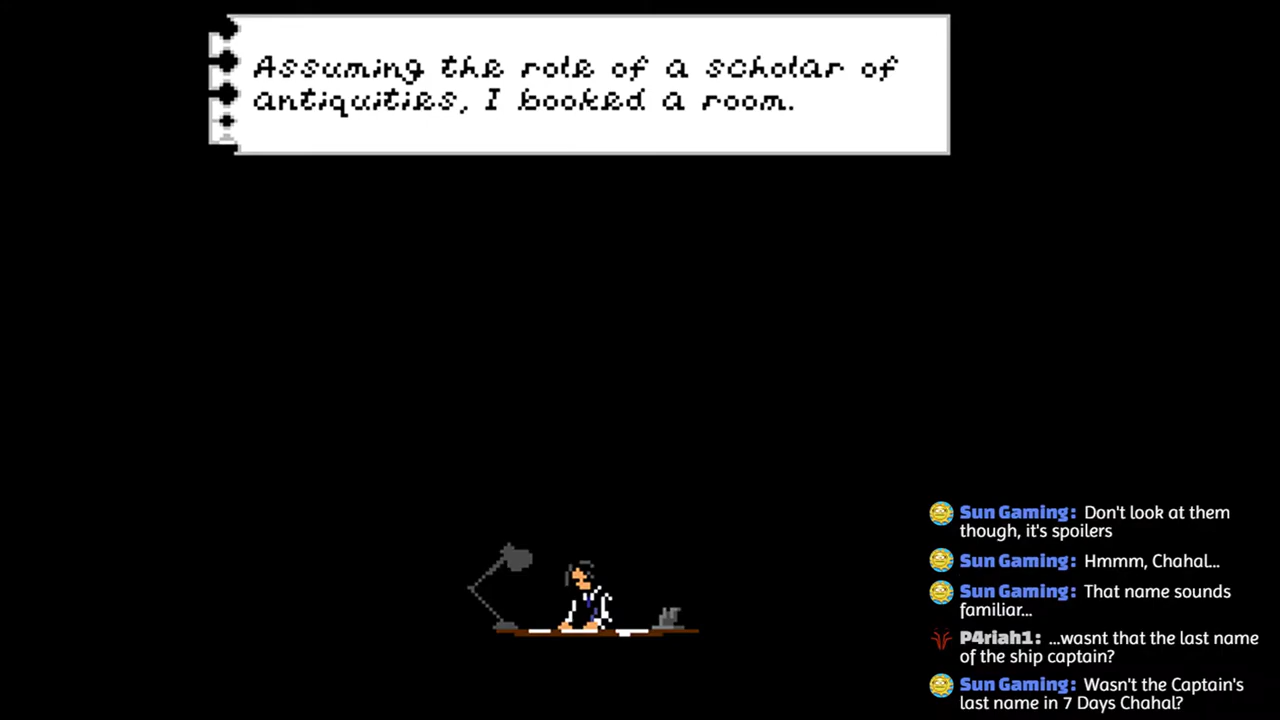 Assuming the role of a scholar of
antiquities, I booked a room.
Sun Gaming: Don't look at them
though, it's spoilers
Sun Gaming: Hmmm, Chahal...
Sun Gaming: That name sounds
familiar...
P4riah1: ...wasnt that the last name
of the ship captain?
Sun Gaming: Wasn't the Captain's
last name in 7 Days Chahal?